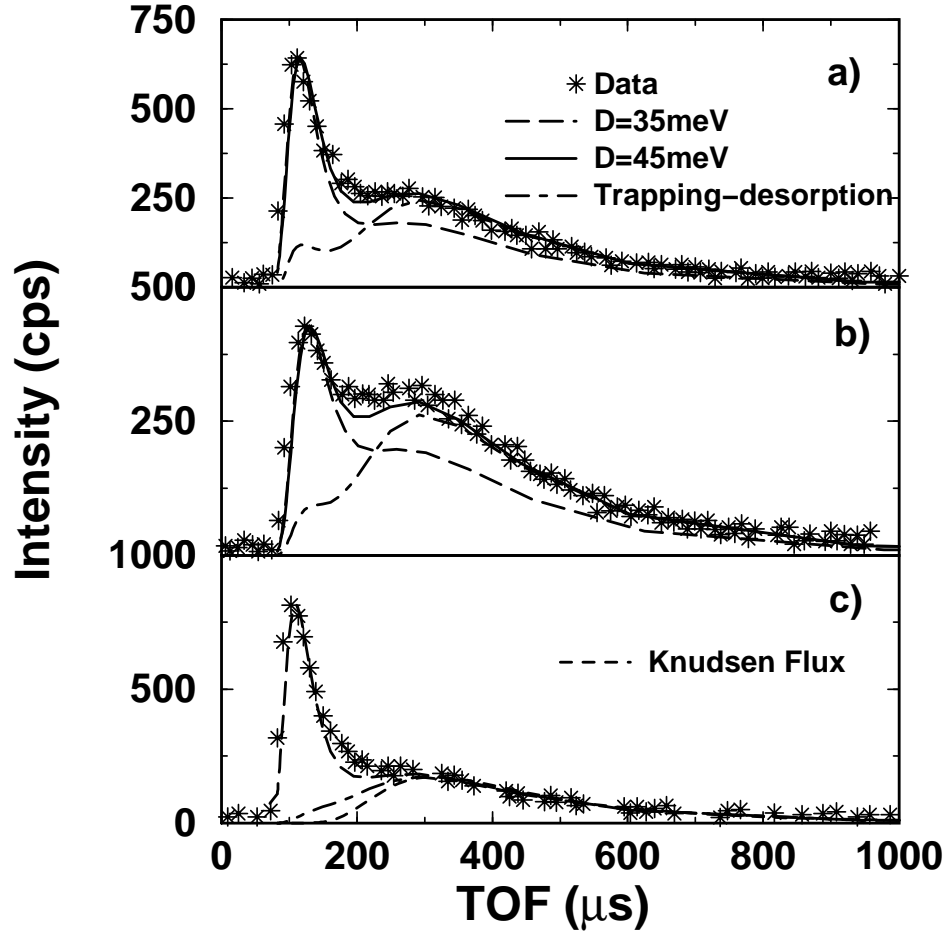 750
a)
Data
500
D=35meV
D=45meV
250
Trapping–desorption
500
b)
250
Intensity (cps)
1000
c)
Knudsen Flux
500
0
0 200 400 600 800 1000
TOF (μs)